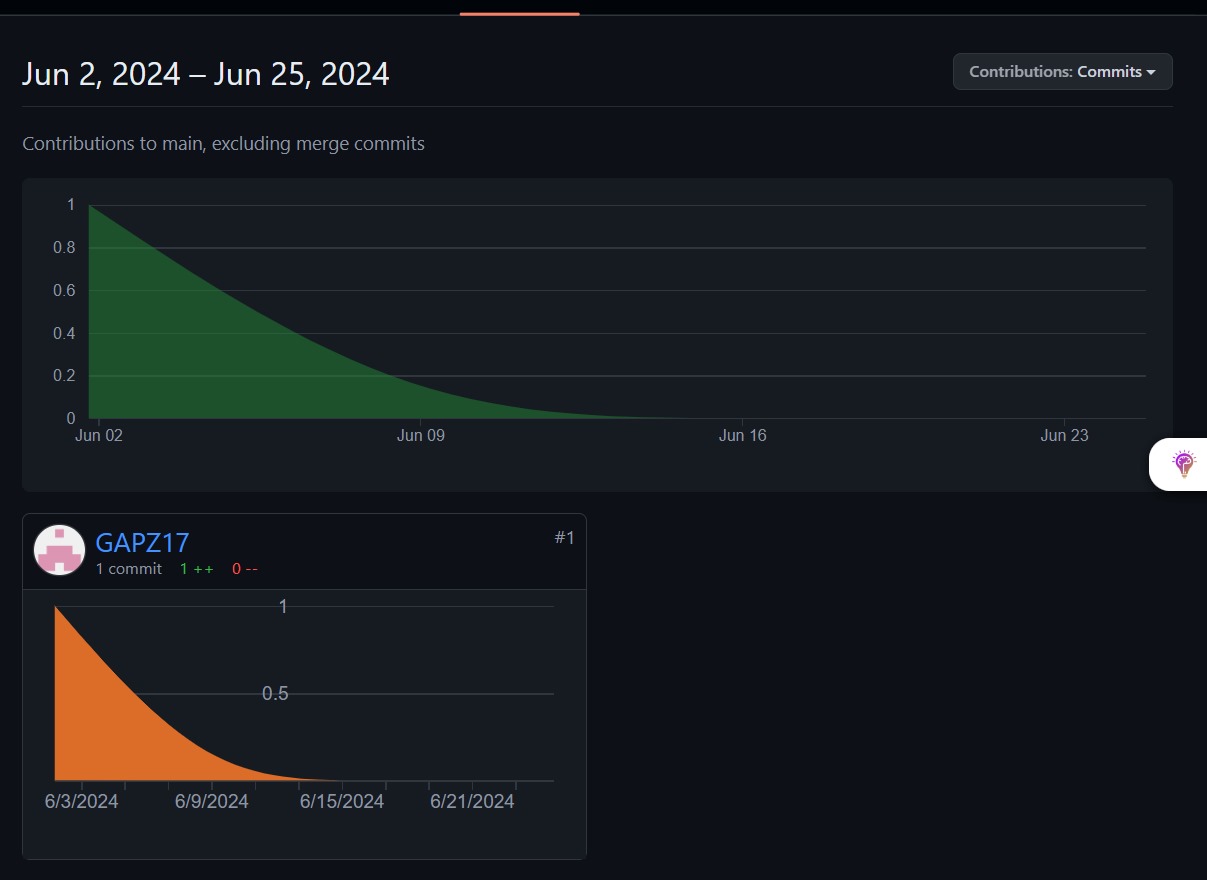 Jun 2, 2024 – Jun 25, 2024
Contributions: Commits
Contributions to main, excluding merge commits
1
0.8
0.6
0.4
0.2
0
Jun 02 Jun 09 Jun 16 Jun 23
GAPZ17
#1
1 commit 1 ++ 0 --
1
0.5
6/3/2024 6/9/2024 6/15/2024 6/21/2024